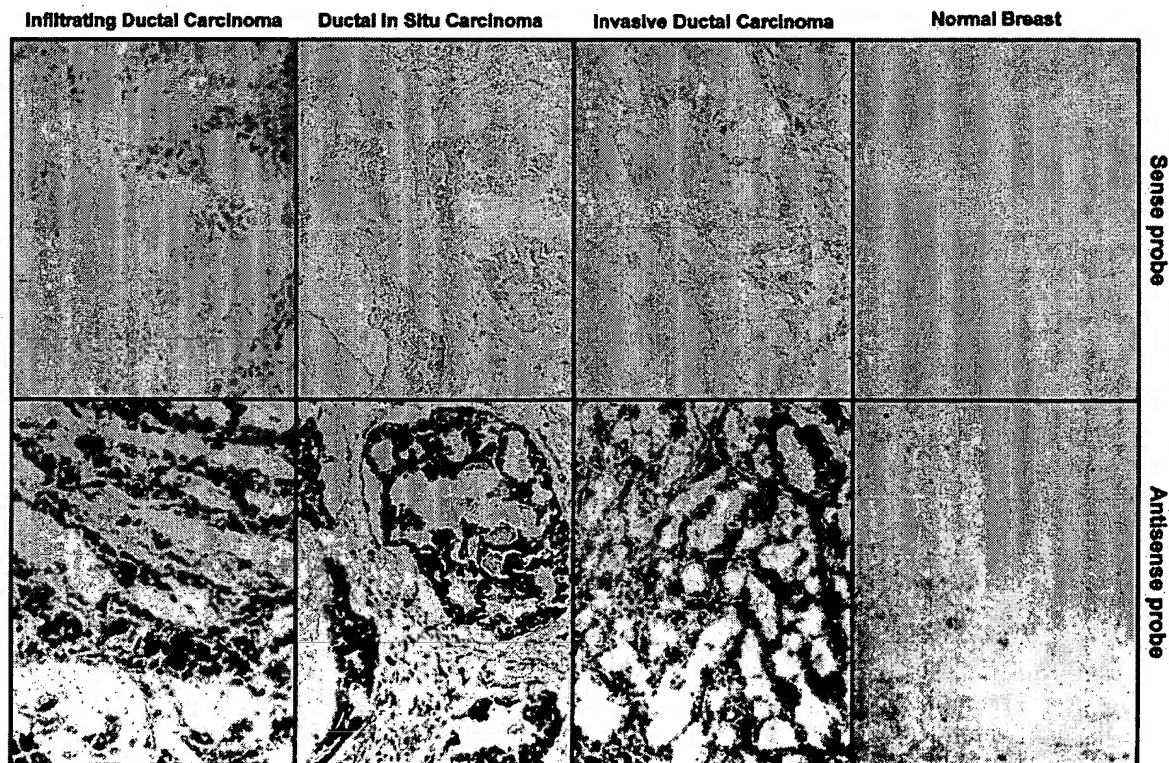 Infiltrating Ductal Carcinoma
Ductal in Situ Carcinoma
Invasive Ductal Carcinoma
Normal Breast
Sense probe
Antisense probe